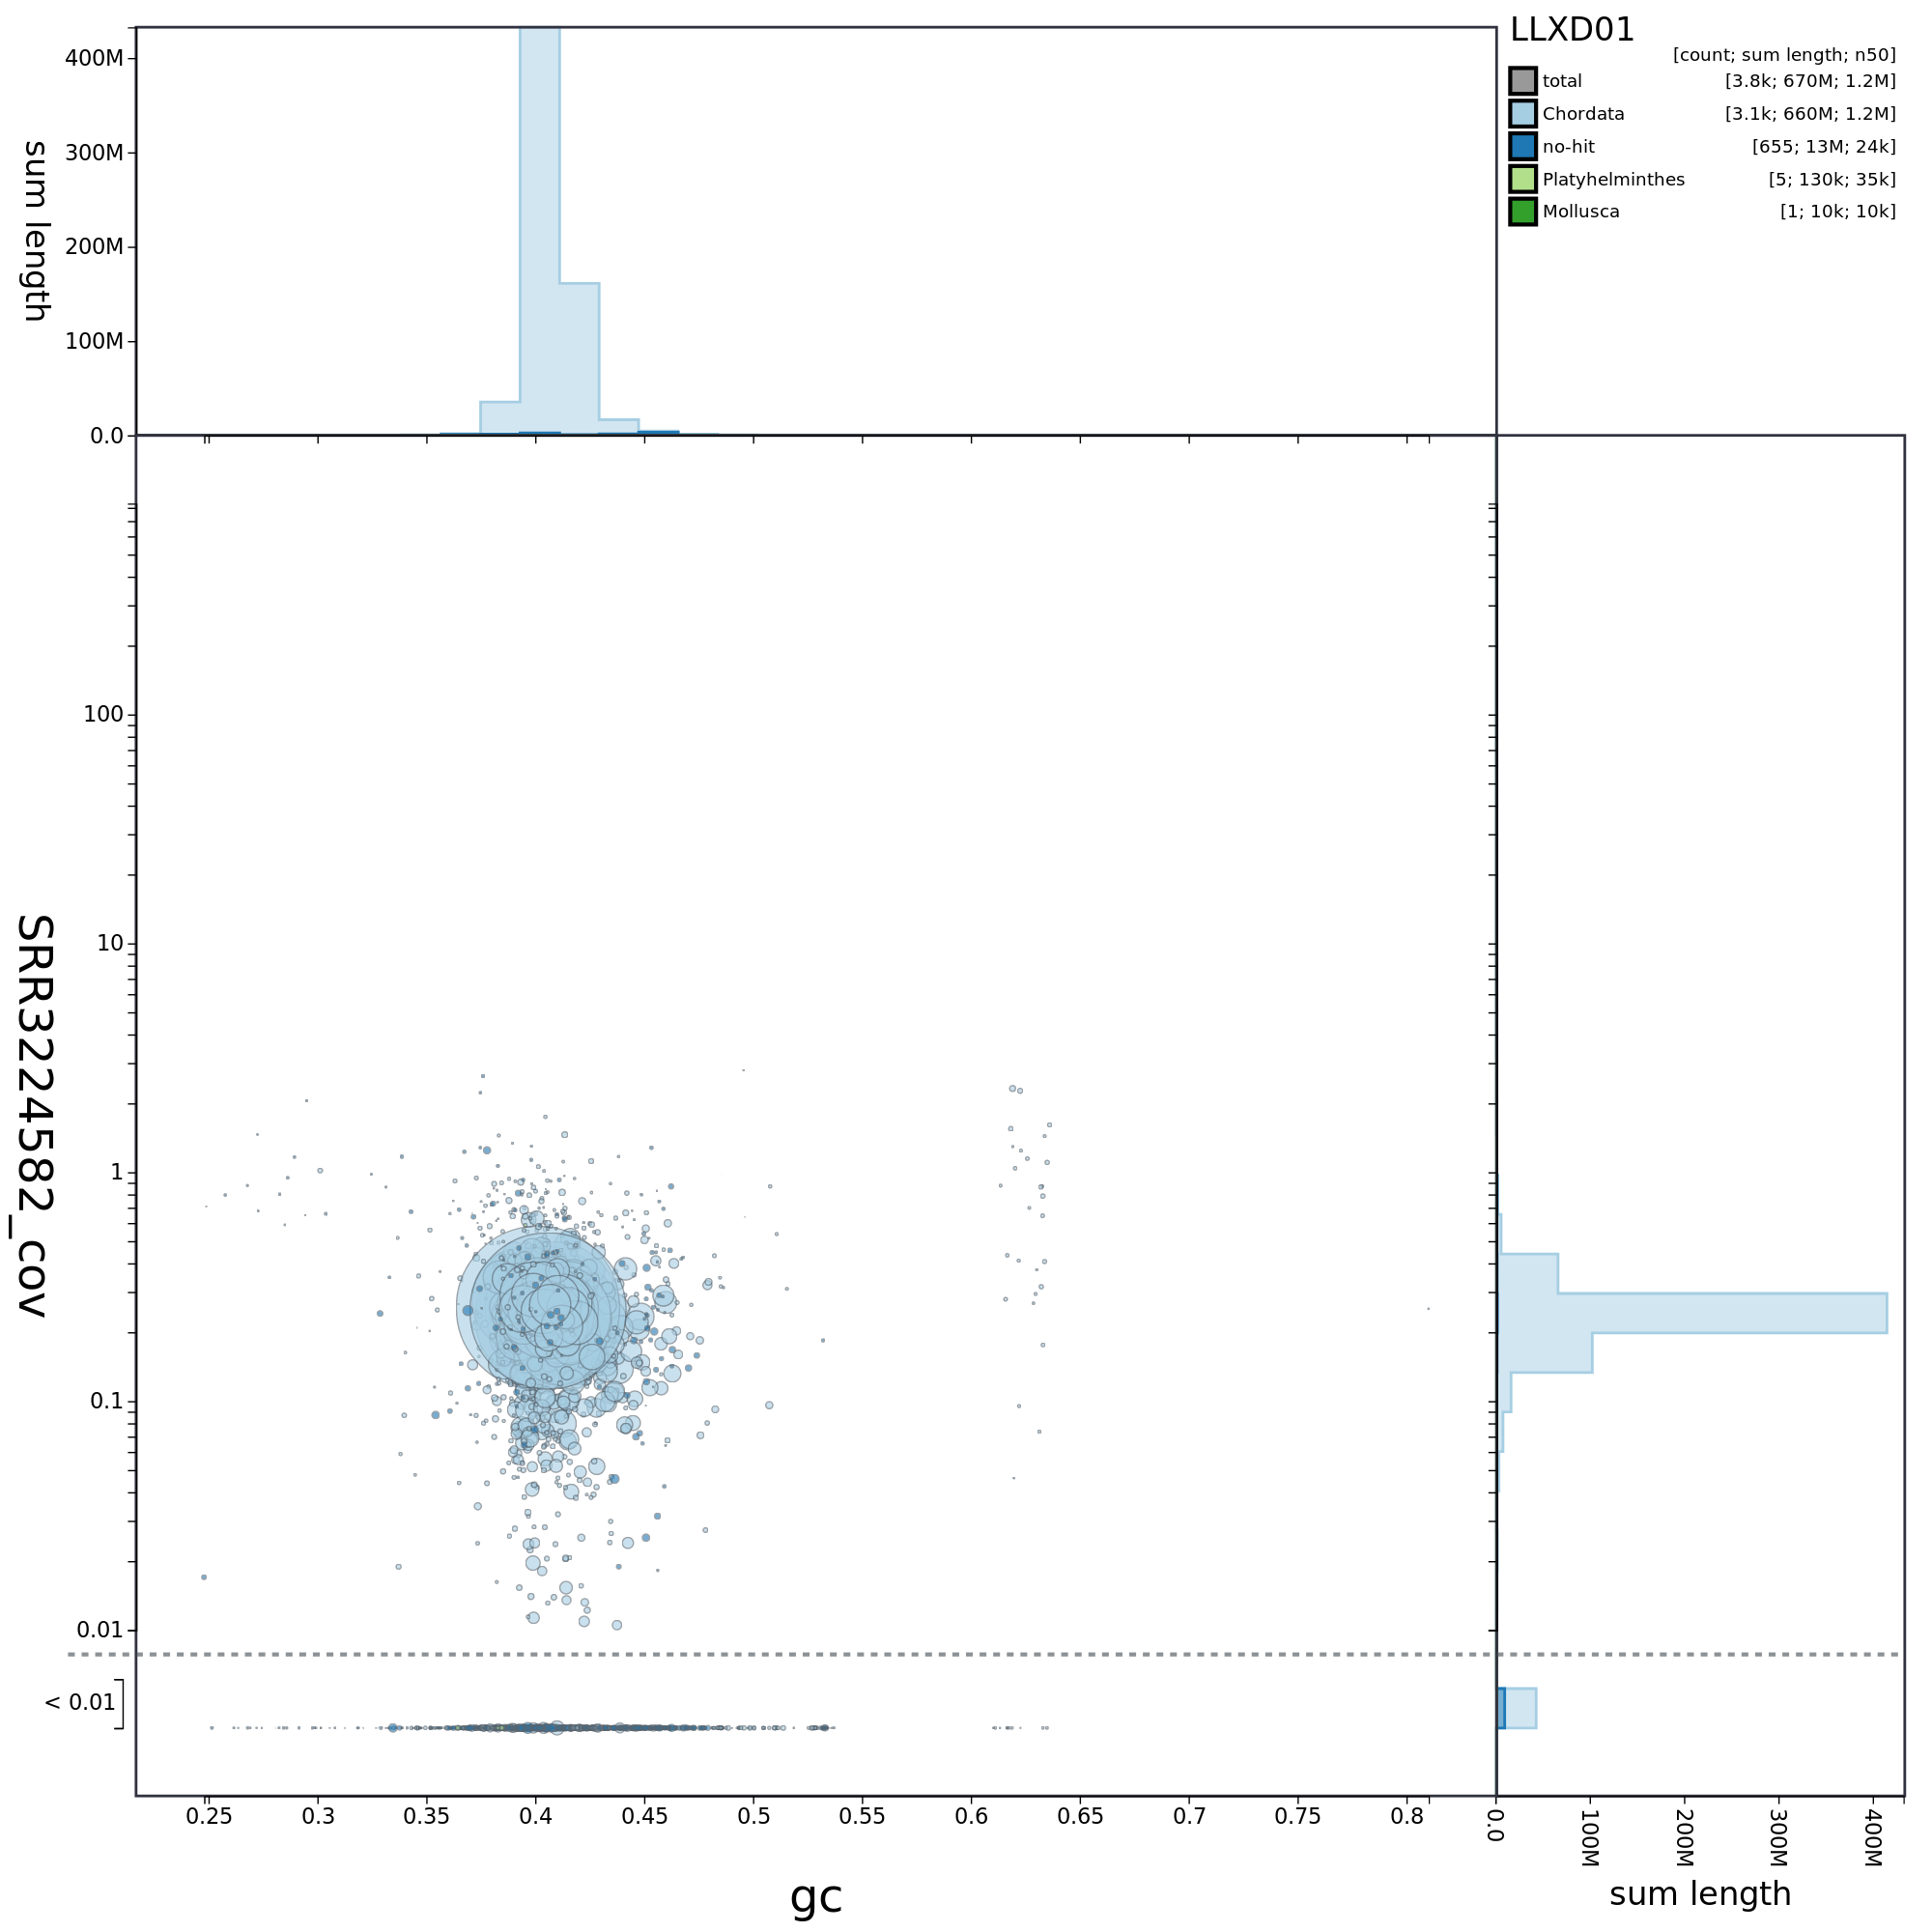 LLXD01
[count; sum length; n50]
total [3.8k; 670M; 1.2M]
Chordata [3.1k; 660M; 1.2M]
no-hit [655; 13M; 24k]
Platyhelminthes [5; 130k; 35k]
Mollusca [1; 10k; 10k]
sum length
400M
300M
200M
100M
0.0
SRR3224582_cov
100
10
1
0.1
0.01
< 0.01
0.25 0.3 0.35 0.4 0.45 0.5 0.55 0.6 0.65 0.7 0.75 0.8
gc
0.0 100M 200M 300M 400M
sum length